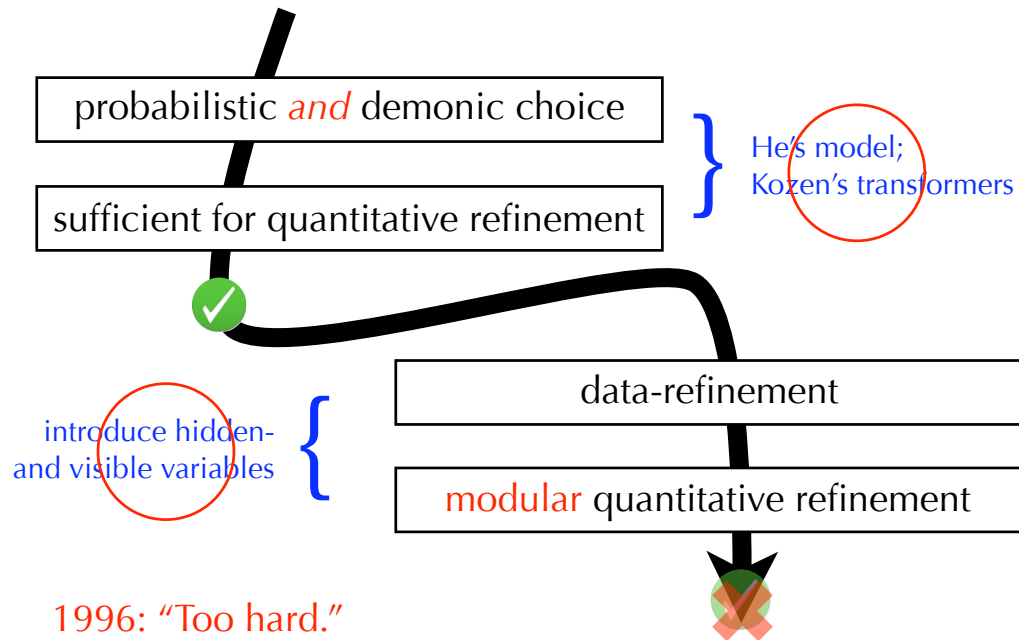 probabilistic and demonic choice
He's model;
Kozen's transformers
sufficient for quantitative refinement
data-refinement
introduce hidden-
and visible variables
modular quantitative refinement
1996: “Too hard.”